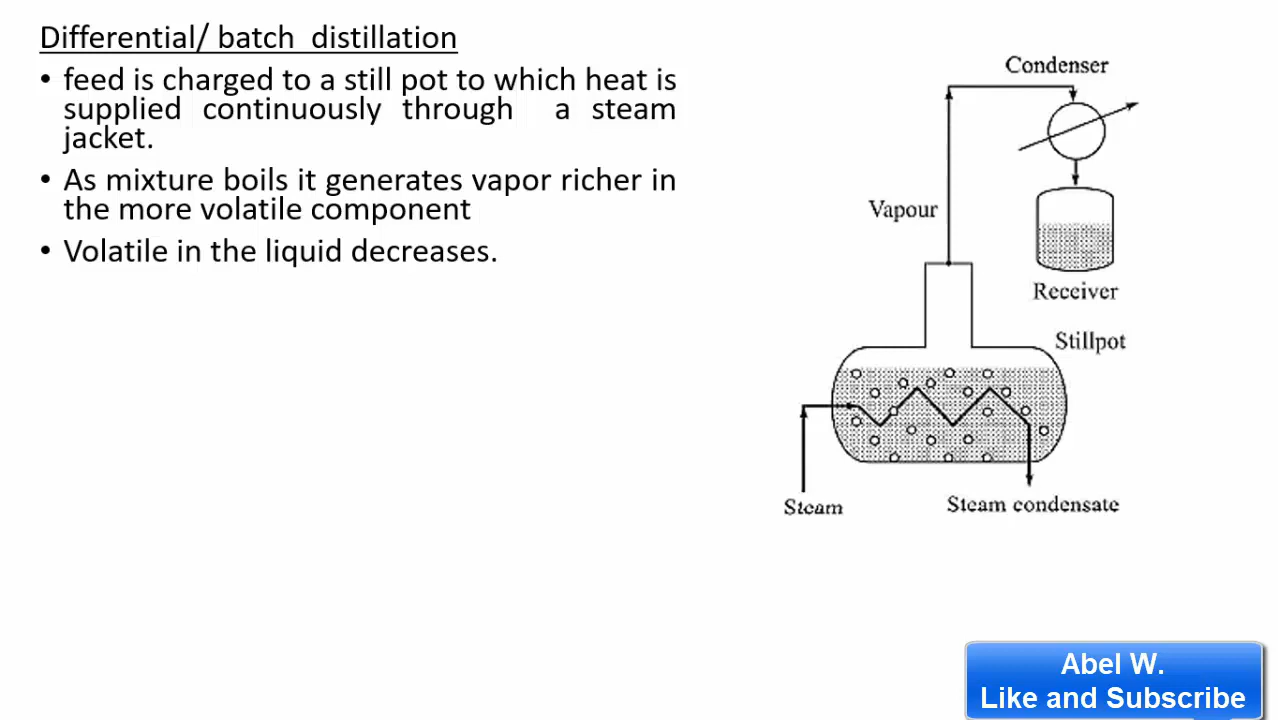 Differential/ batch distillation
• feed is charged to a still pot to which heat is
supplied continuously through a steam
jacket.
• As mixture boils it generates vapor richer in
the more volatile component
• Volatile in the liquid decreases.
Condenser
Vapour
Receiver
Stillpot
Steam
Steam condensate
Abel W.
Like and Subscribe